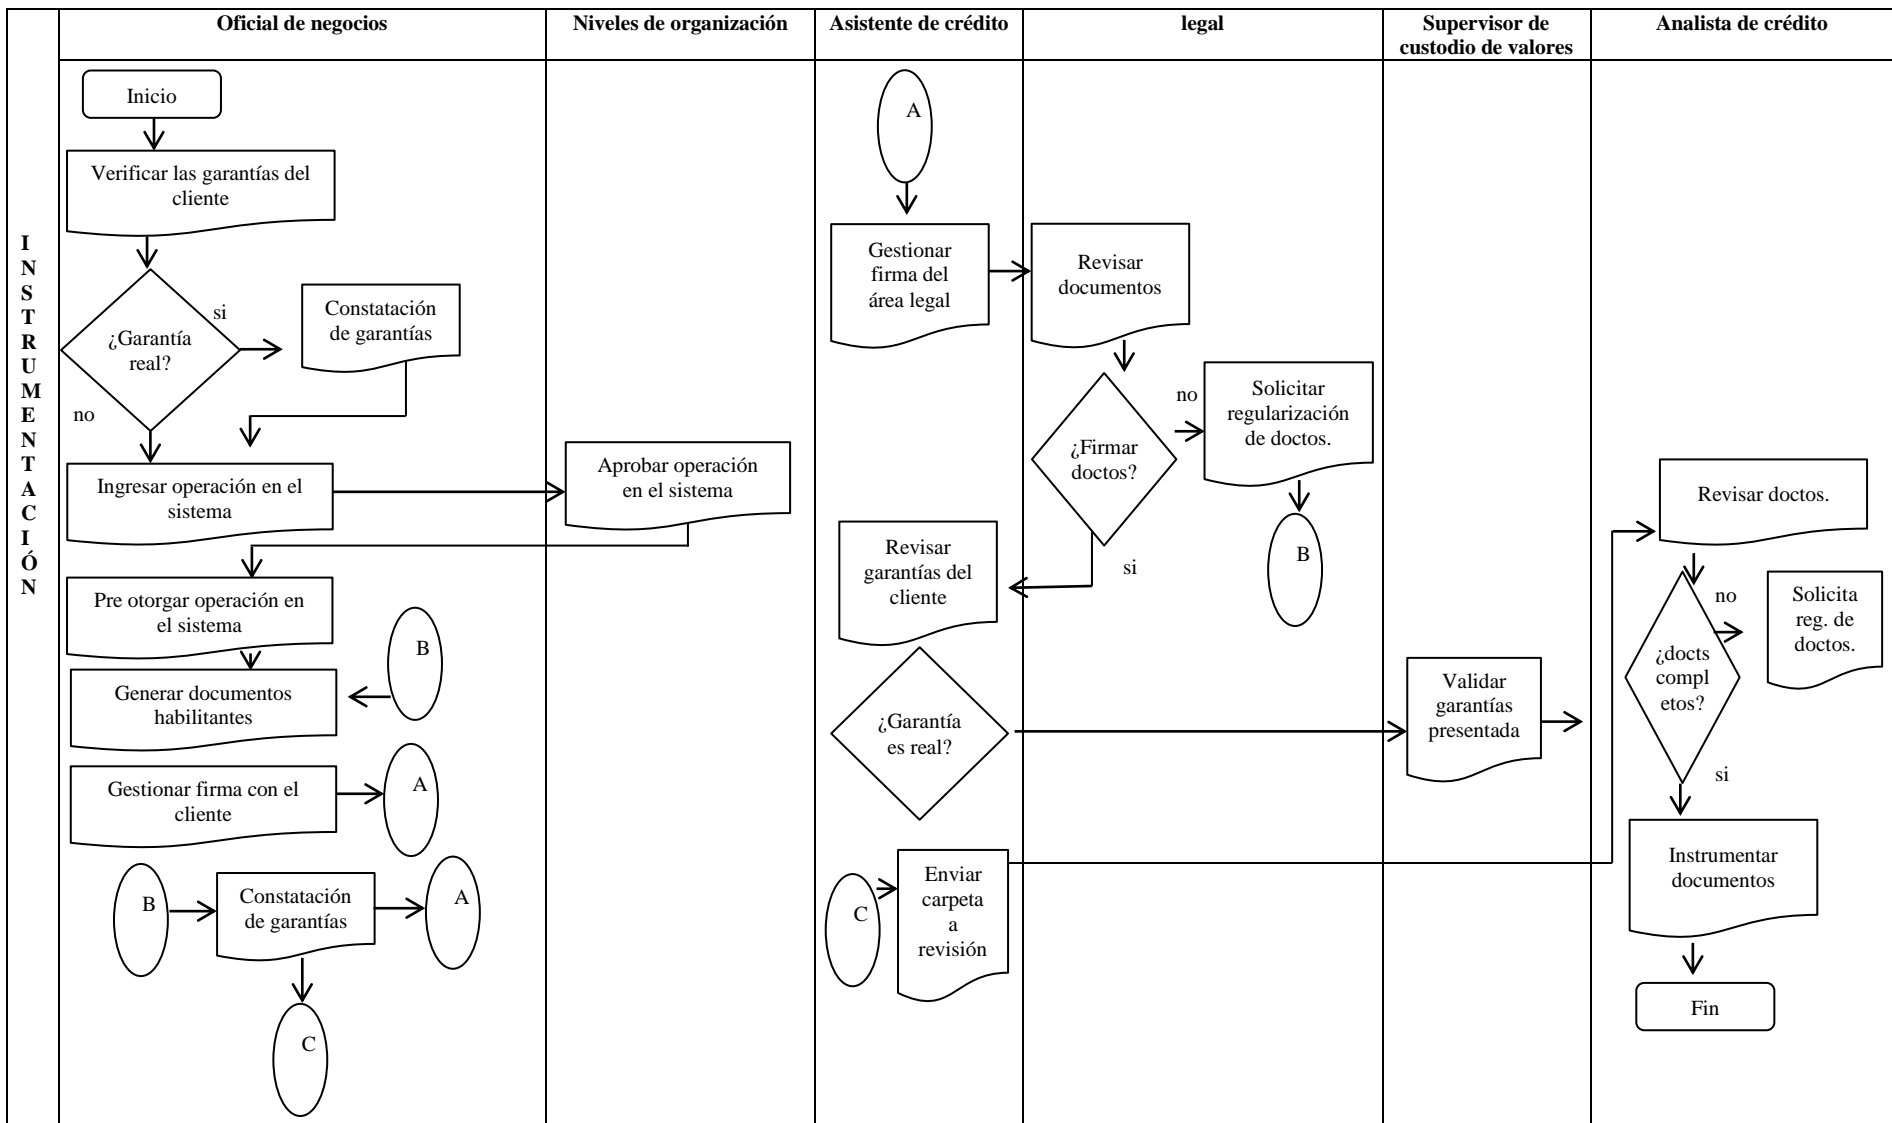 Oficial de negocios
Niveles de organización
Asistente de crédito
legal
Supervisor de
custodio de valores
Analista de crédito
I
N
S
T
R
U
M
E
N
T
A
C
I
Ó
N
Inicio
Verificar las garantías del
cliente
¿Garantía
real?
si
no
Constatación
de garantías
Ingresar operación en el
sistema
Pre otorgar operación en
el sistema
B
Generar documentos
habilitantes
Gestionar firma con el
cliente
A
B
Constatación
de garantías
A
C
Aprobar operación
en el sistema
A
Gestionar
firma del
área legal
Revisar
garantías del
cliente
¿Garantía
es real?
C
Enviar
carpeta
a
revisión
Revisar
documentos
¿Firmar
doctos?
no
si
Solicitar
regularización
de doctos.
B
Validar
garantías
presentada
Revisar doctos.
¿docts
compl
etos?
no
Solicita
reg. de
doctos.
si
Instrumentar
documentos
Fin